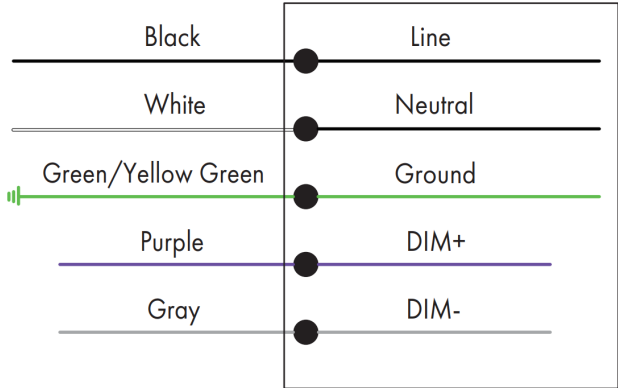 Black Line
White Neutral
Green/Yellow Green Ground
Purple DIM+
Gray DIM-